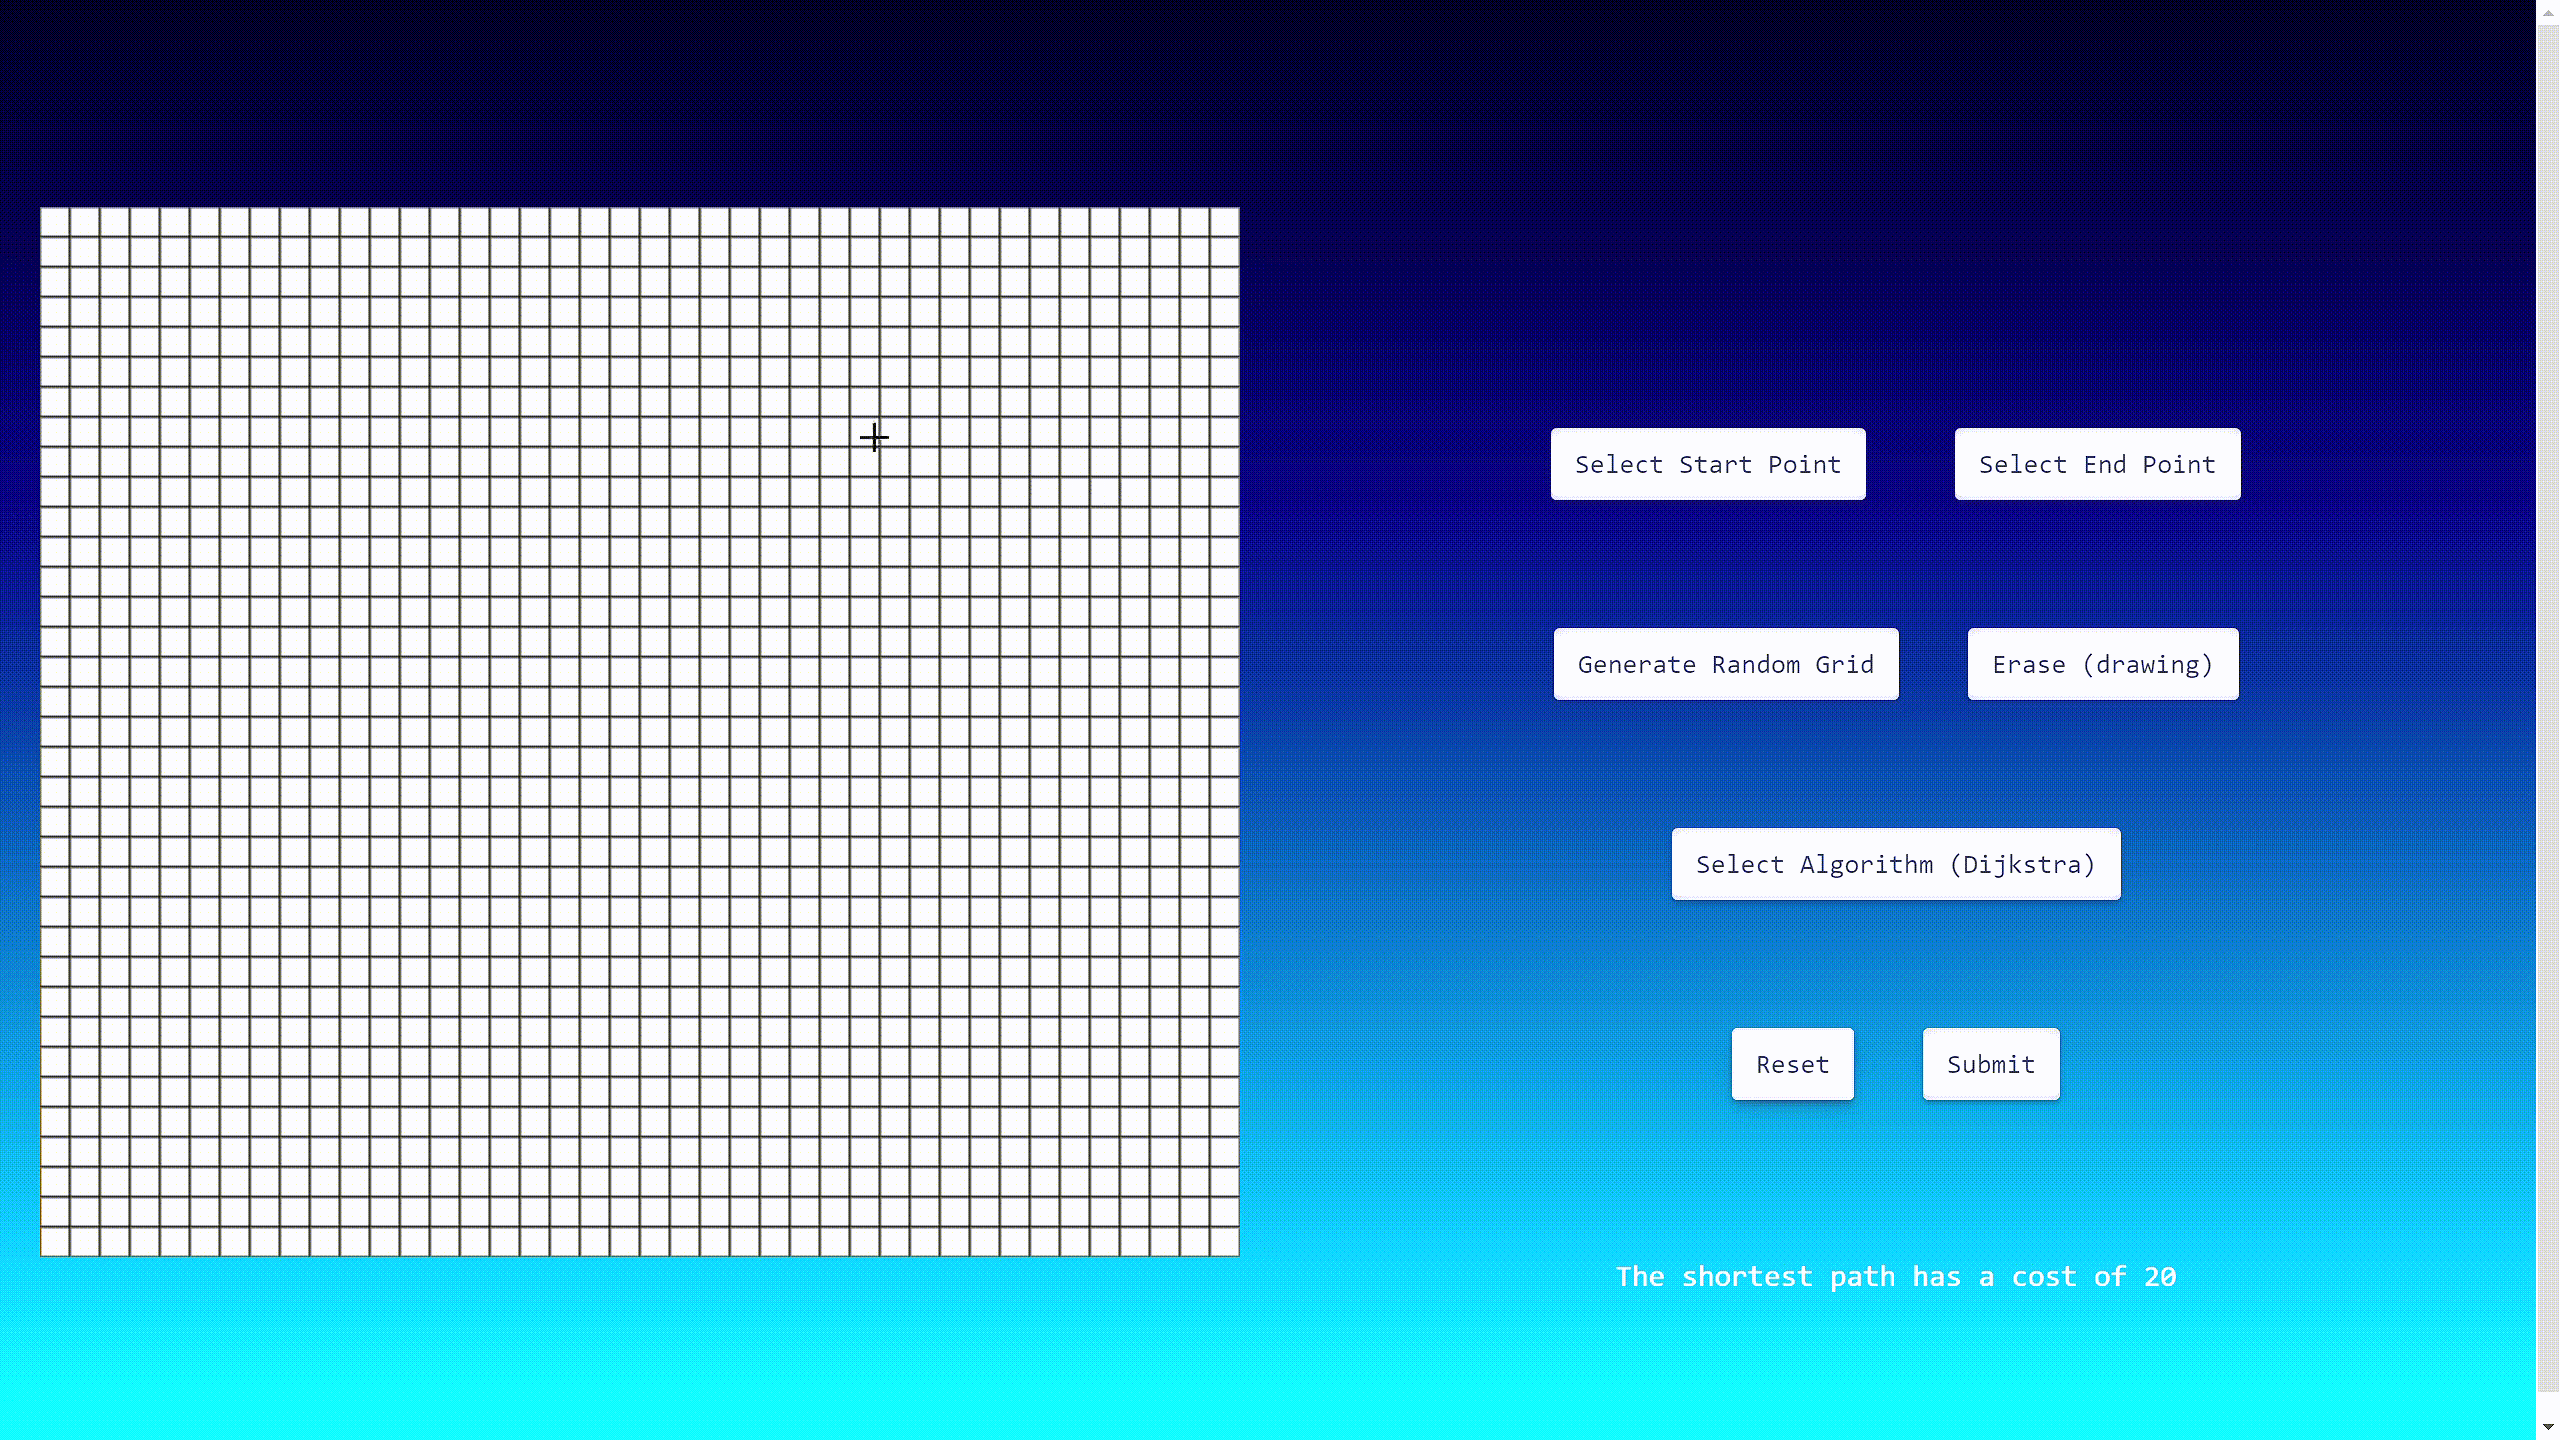 Select Start Point
Select End Point
Generate Random Grid
Erase (drawing)
Select Algorithm (Dijkstra)
Reset
Submit
The shortest path has a cost of 20